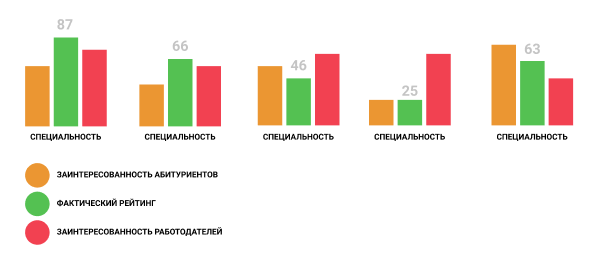 87
66
46
25
63
СПЕЦИАЛЬНОСТЬ СПЕЦИАЛЬНОСТЬ СПЕЦИАЛЬНОСТЬ СПЕЦИАЛЬНОСТЬ СПЕЦИАЛЬНОСТЬ
ЗАИНТЕРЕСОВАННОСТЬ АБИТУРИЕНТОВ
ФАКТИЧЕСКИЙ РЕЙТИНГ
ЗАИНТЕРЕСОВАННОСТЬ РАБОТОДАТЕЛЕЙ